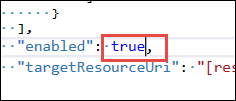 }
],
"enabled": true,
"targetResourceUri": "[res